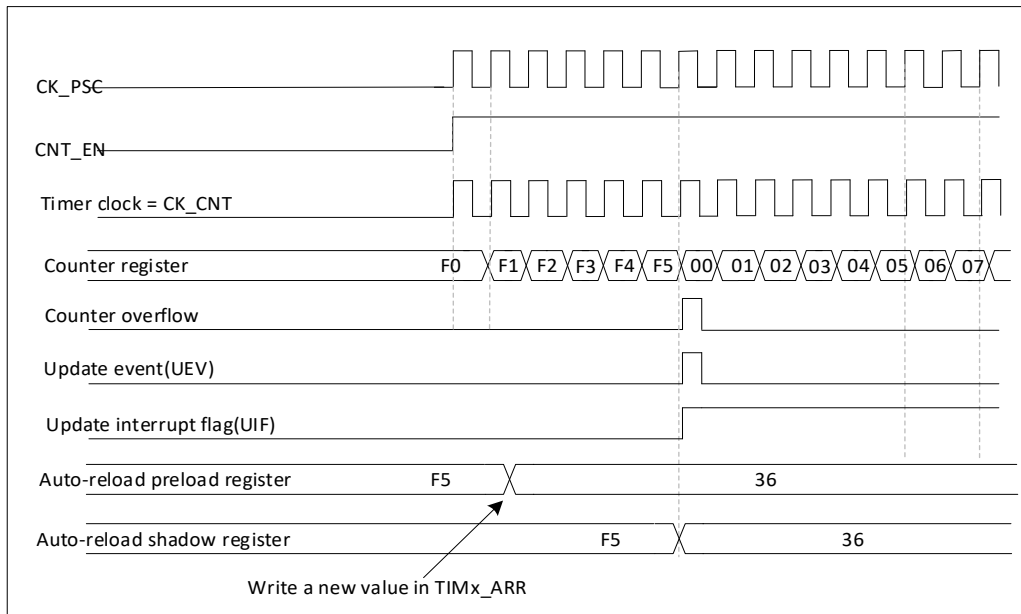 CK_PSC
CNT_EN
Timer clock = CK_CNT
Counter register F0 F1 F2 F3 F4 F5 00 01 02 03 04 05 06 07
Counter overflow
Update event(UEV)
Update interrupt flag(UIF)
Auto-reload preload register F5 36
Auto-reload shadow register F5 36
Write a new value in TIMx_ARR